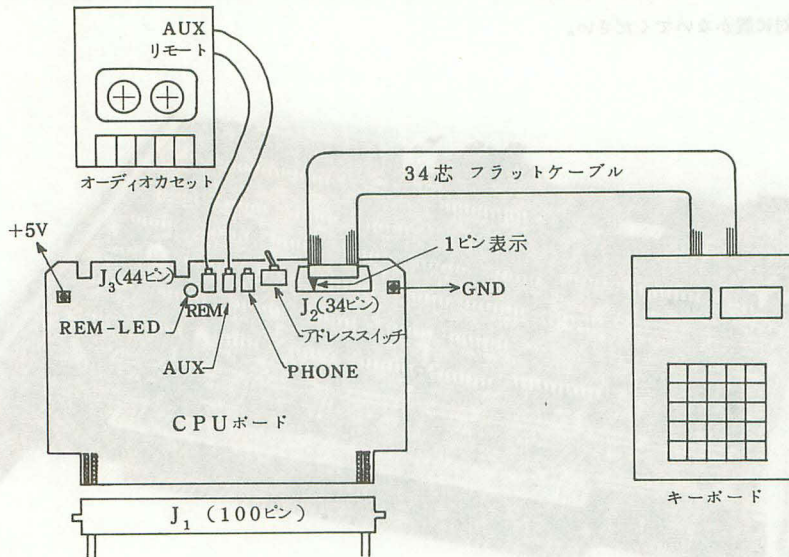 AUX
リモート
オーディオカセット
34芯 フラットケーブル
+5V
J3(44ピン)
1ピン表示
GND
REM-LED
REM
J2(34ピン)
アドレススイッチ
AUX
PHONE
CPUボード
キーボード
J1 (100ピン)